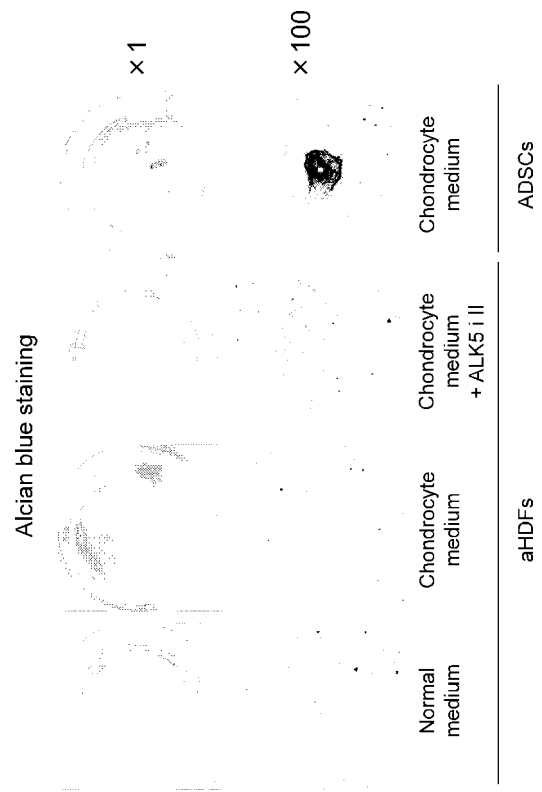 Alcian blue staining
×1
×100
Normal
medium
Chondrocyte
medium
Chondrocyte
medium
+ ALK5 i II
Chondrocyte
medium
aHDFs
ADSCs